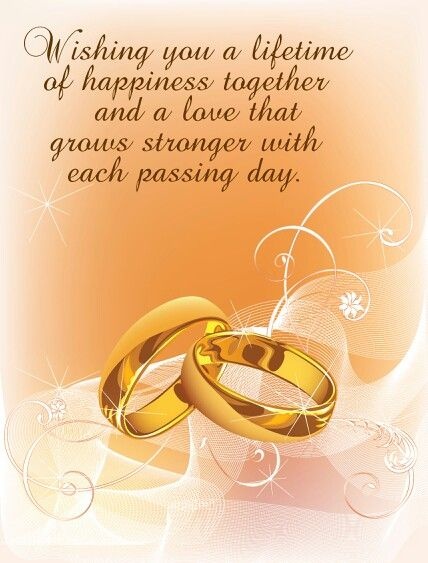 Wishing you a lifetime
of happiness together
and a love that
grows stronger with
each passing day.